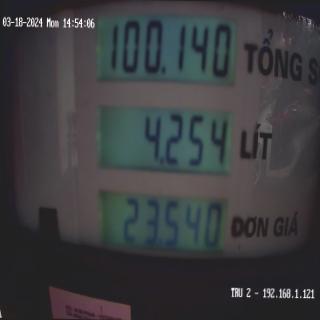 03-18-2024 Mon 14:54:06
100.140 TỔNG S
4.254 LÍT
23.540 ĐƠN GIÁ
TRU 2 - 192.168.1.121